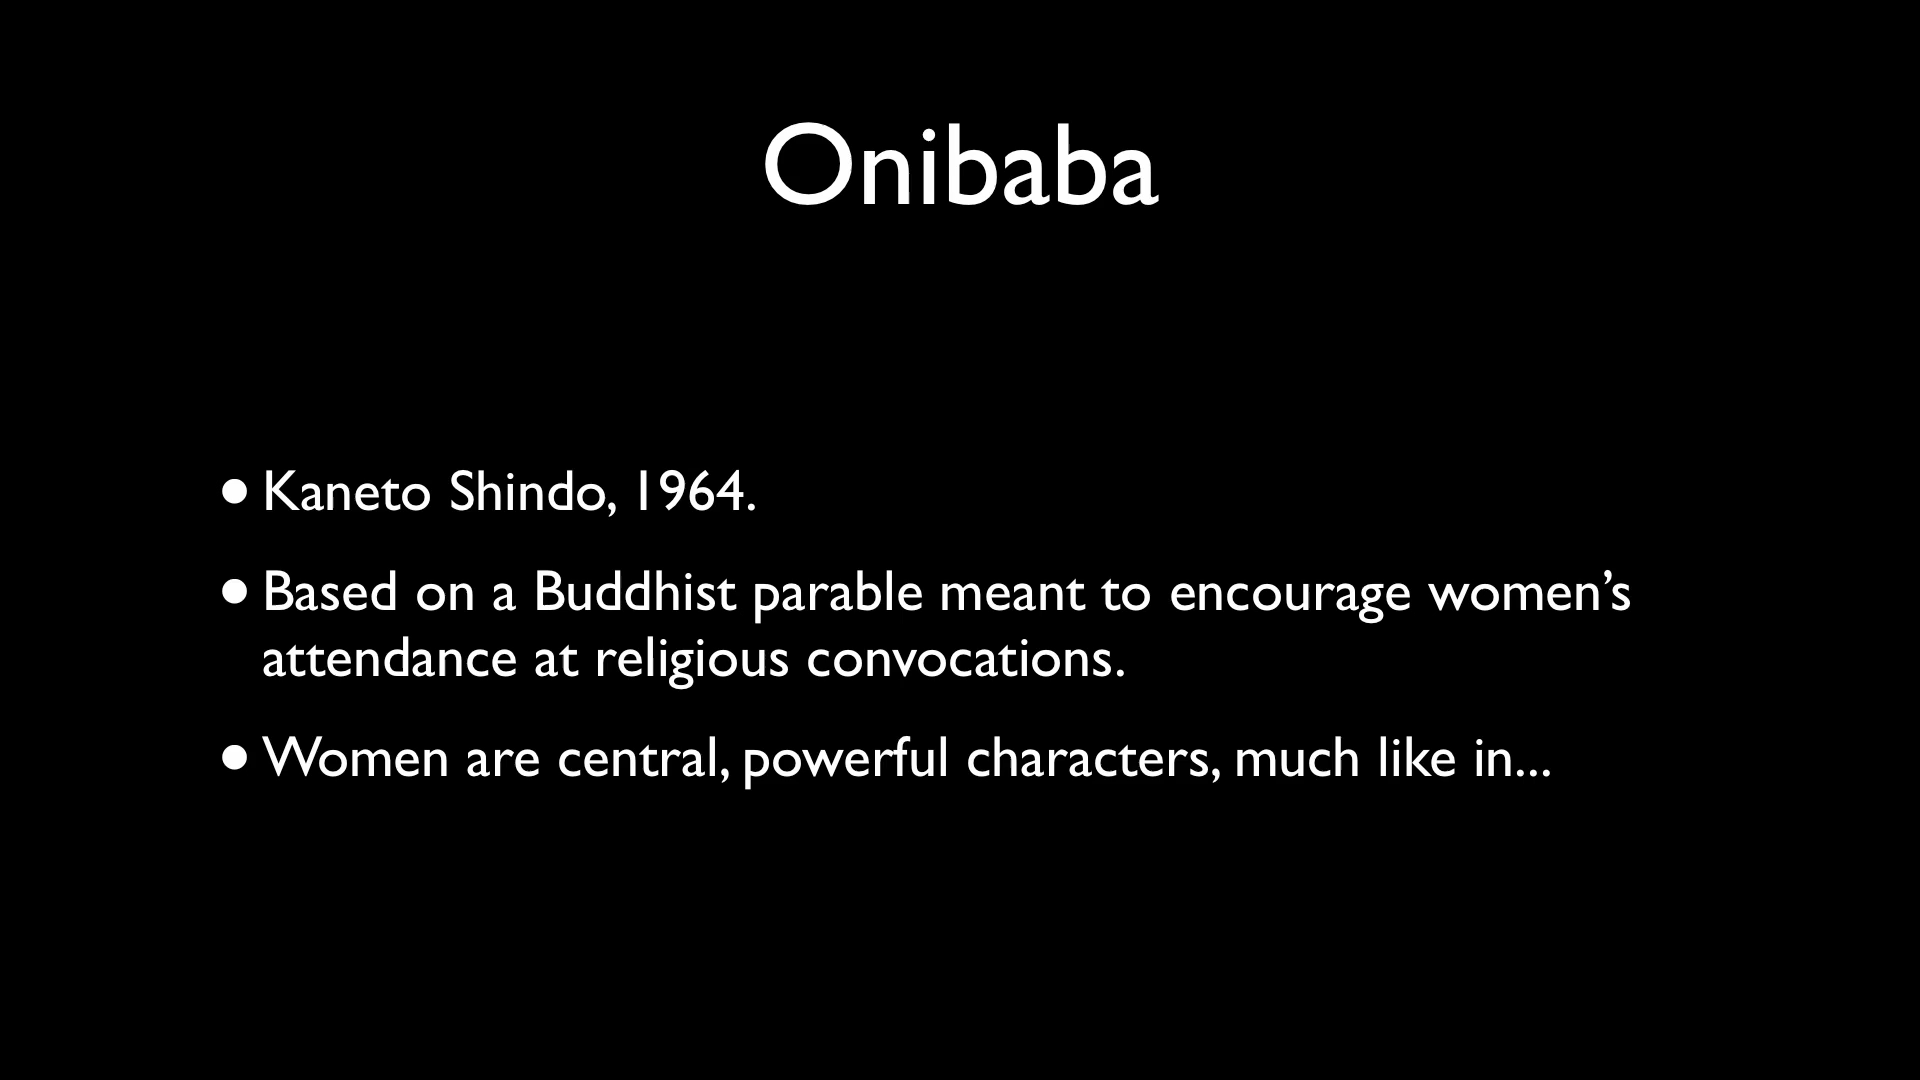 Onibaba
• Kaneto Shindo, 1964.
• Based on a Buddhist parable meant to encourage women’s
attendance at religious convocations.
• Women are central, powerful characters, much like in...